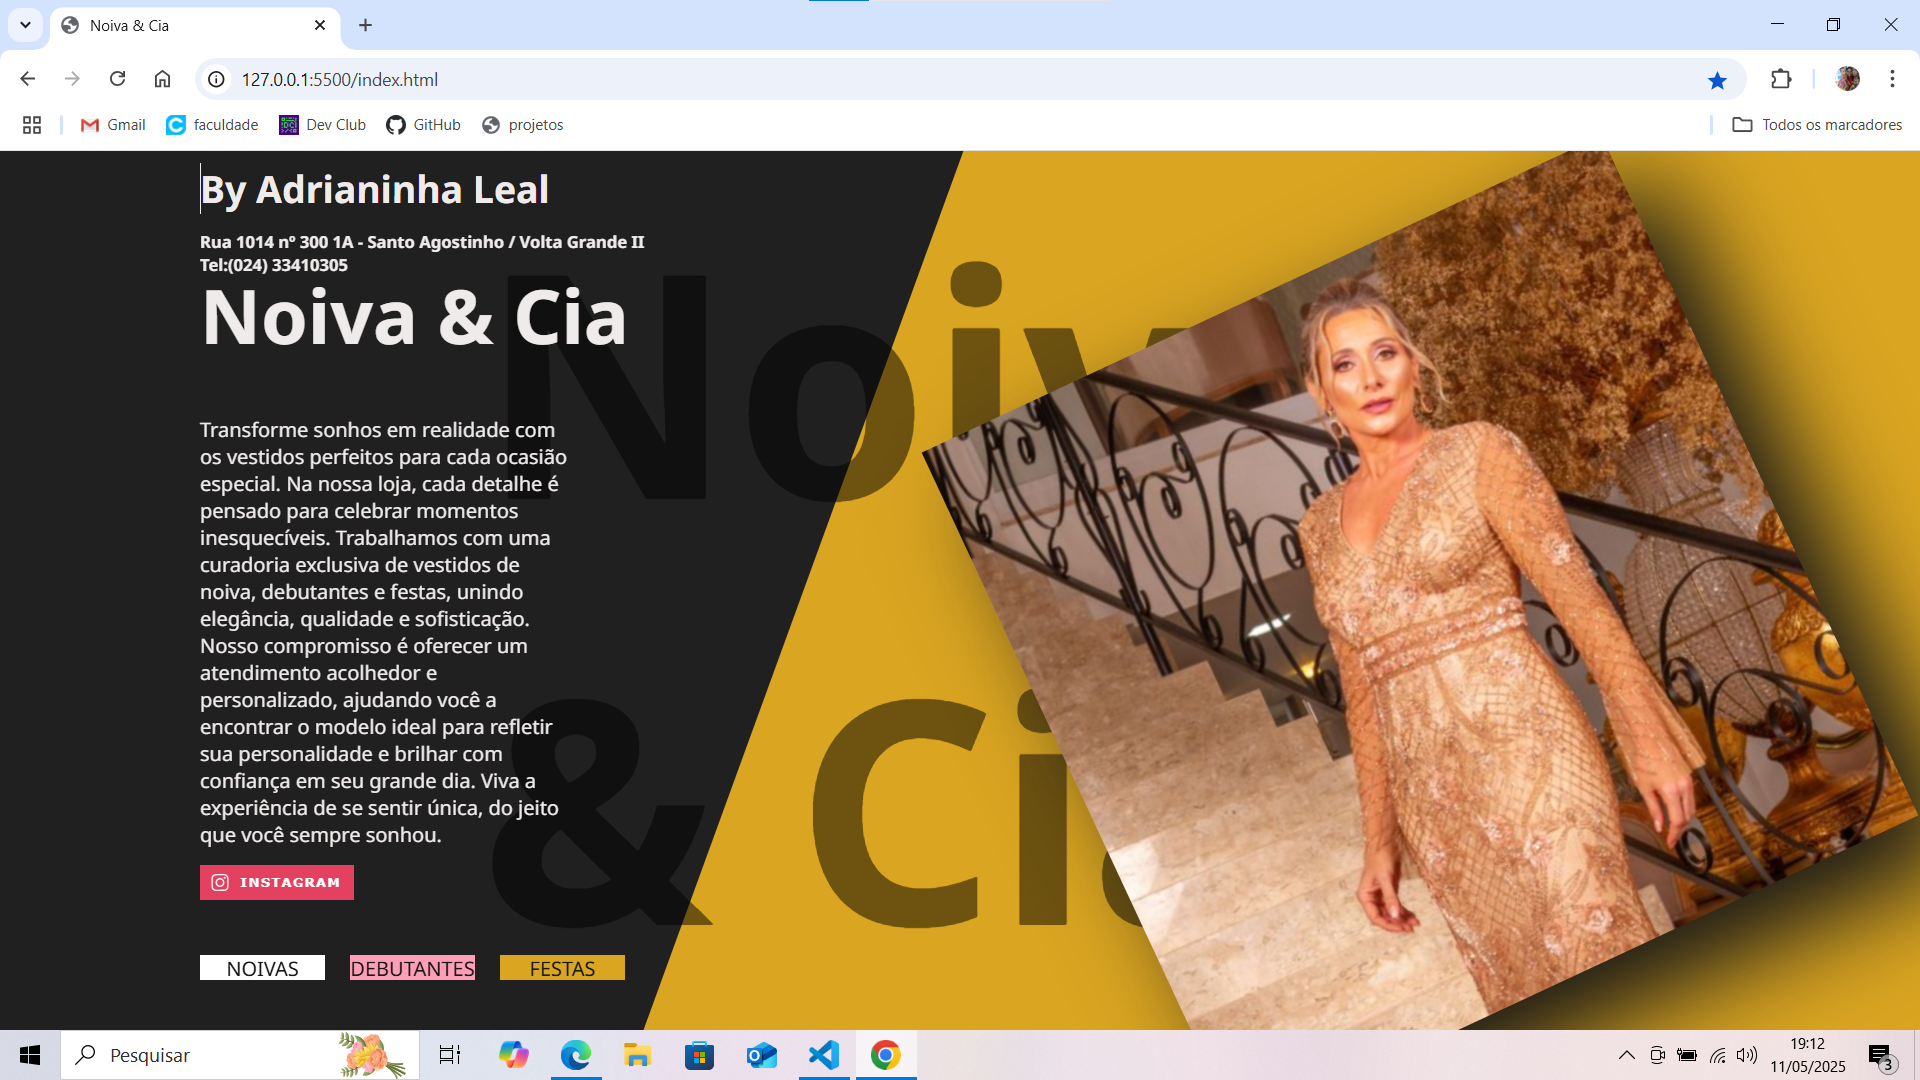 Noiva & Cia
127.0.0.1:5500/index.html
Gmail faculdade Dev Club GitHub projetos Todos os marcadores
By Adrianinha Leal
Rua 1014 nº 300 1A - Santo Agostinho / Volta Grande II
Tel:(024) 33410305
Noiva & Cia
Noiv
& Cia
Transforme sonhos em realidade com
os vestidos perfeitos para cada ocasião
especial. Na nossa loja, cada detalhe é
pensado para celebrar momentos
inesquecíveis. Trabalhamos com uma
curadoria exclusiva de vestidos de
noiva, debutantes e festas, unindo
elegância, qualidade e sofisticação.
Nosso compromisso é oferecer um
atendimento acolhedor e
personalizado, ajudando você a
encontrar o modelo ideal para refletir
sua personalidade e brilhar com
confiança em seu grande dia. Viva a
experiência de se sentir única, do jeito
que você sempre sonhou.
INSTAGRAM
NOIVAS DEBUTANTES FESTAS
Pesquisar
19:12
11/05/2025
3